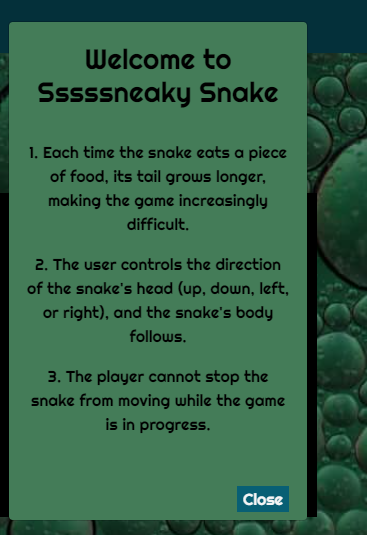 Welcome to
Sssssneaky Snake
1. Each time the snake eats a piece
of food, its tail grows longer,
making the game increasingly
difficult.
2. The user controls the direction
of the snake's head (up, down, left,
or right), and the snake's body
follows.
3. The player cannot stop the
snake from moving while the game
is in progress.
Close